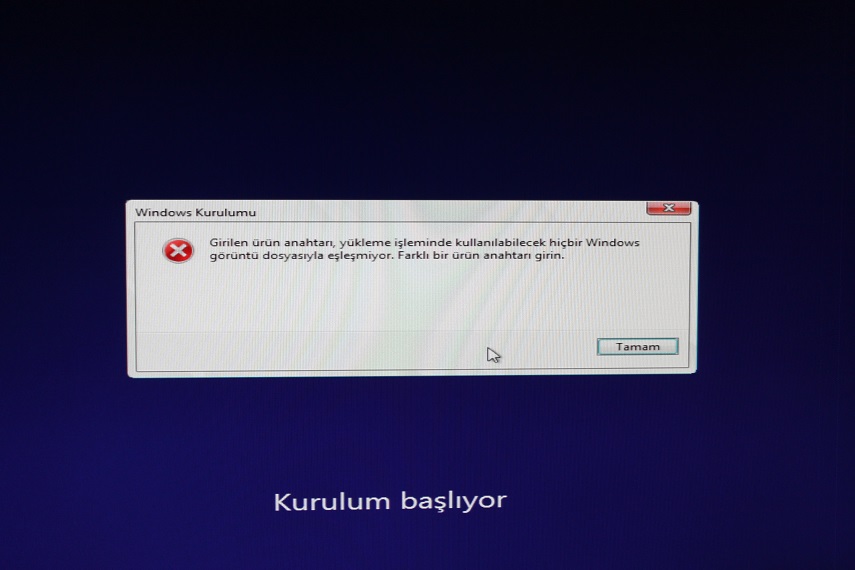 Windows Kurulumu
Girilen ürün anahtarı, yükleme işleminde kullanılabilecek hiçbir Windows
görüntü dosyasıyla eşleşmiyor. Farklı bir ürün anahtarı girin.
Tamam
Kurulum başlıyor